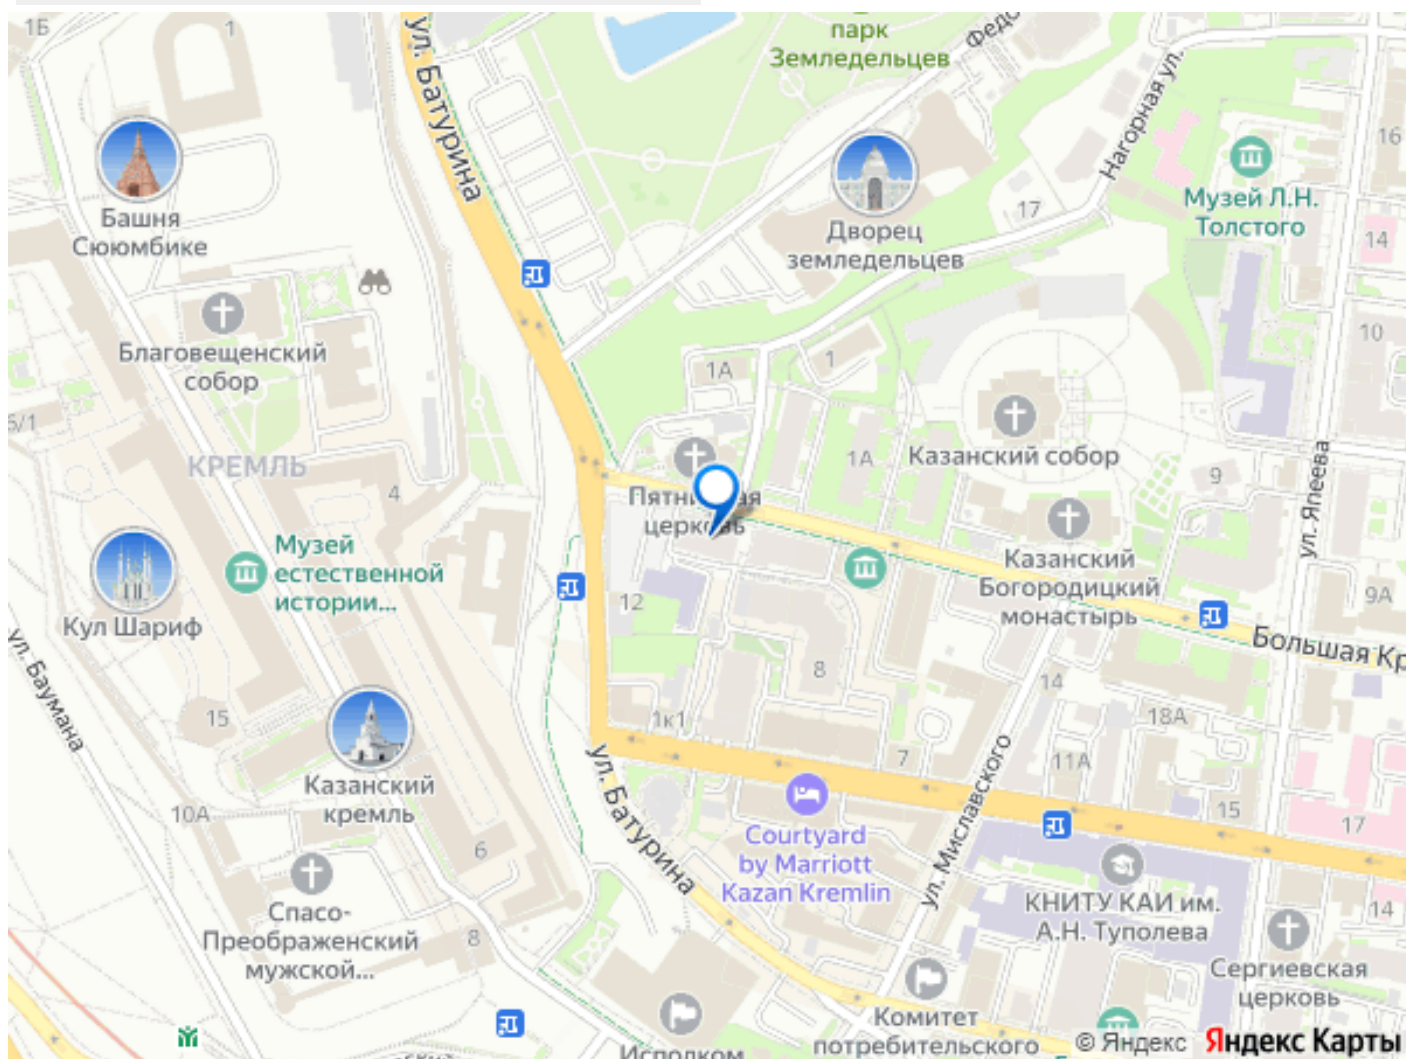 1Б
1
парк
Земледельцев
ул. Батурина
Нагорная ул.
16
Башня
Сююмбике
Дворец
земледельцев
17
Музей Л.Н.
Толстого
14
Благовещенский
собор
1А
1
10
КРЕМЛЬ
4
Пятни
ая
церковь
1А
Казанский собор
9
ул. Япеева
Музей
естественной
истории...
Казанский
Богородицкий
монастырь
9А
Кул Шариф
12
Большая Кр
ул. Баумана
15
1к1
8
7
14
18А
11А
Казанский
кремль
10А
6
ул. Батурина
Courtyard
by Marriott
Kazan Kremlin
ул. Миславского
15
17
КНИТУ КАИ им.
А.Н. Туполева
14
Спасо-
Преображенский
мужской...
8
Сергиевская
церковь
Комитет
потребительского
Исполком
© Яндекс Яндекс Карты